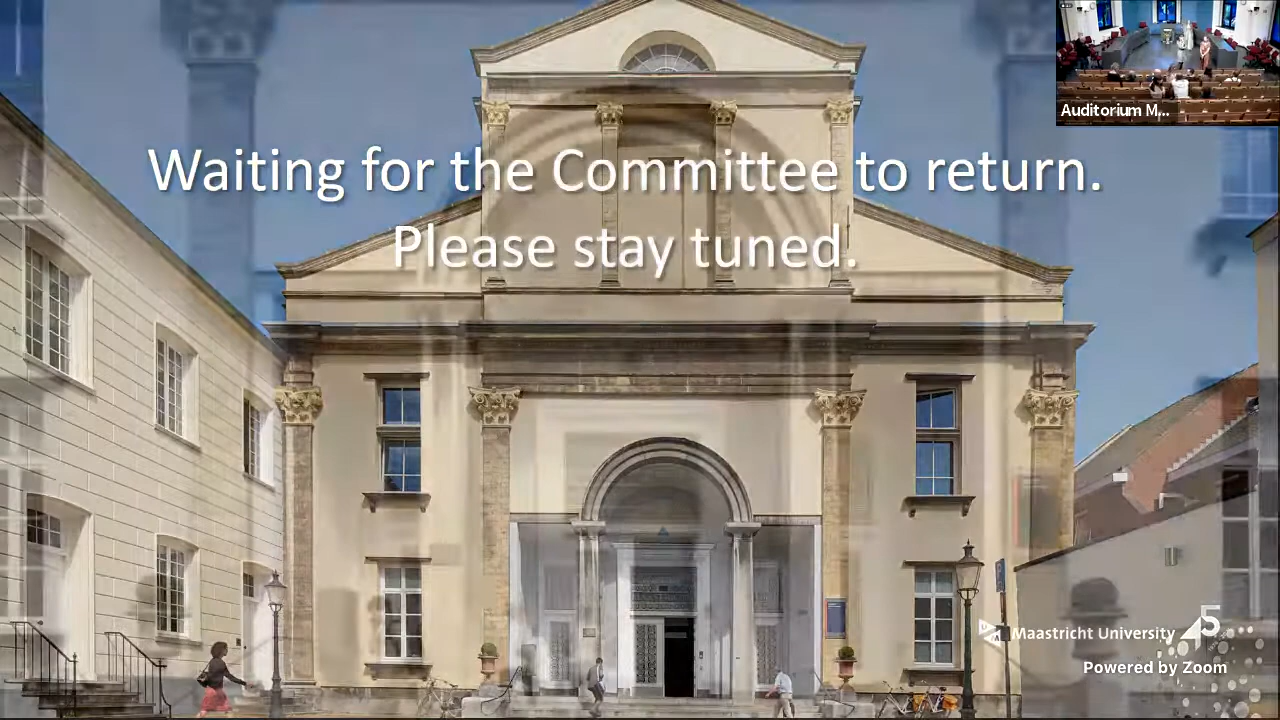 Auditorium M...
Waiting for the Committee to return.
Please stay tuned.
Maastricht University
Powered by Zoom